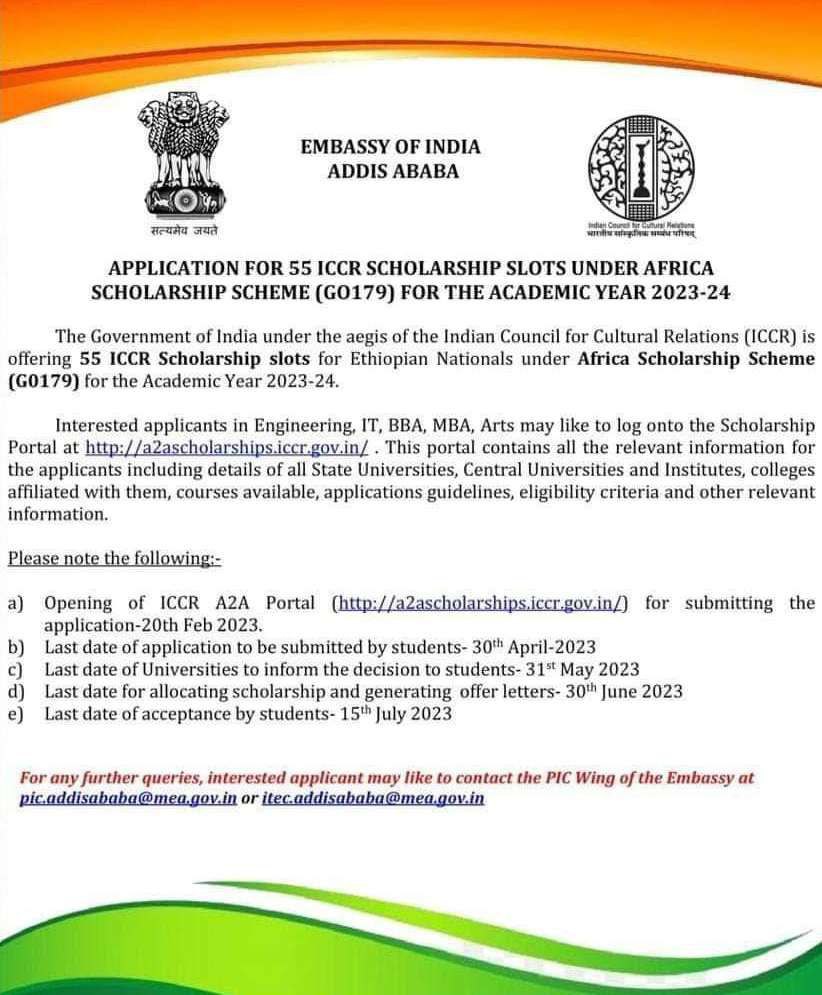 सत्यमेव जयते
EMBASSY OF INDIA
ADDIS ABABA
Indian Council for Cultural Relations
भारतीय सांस्कृतिक सम्बंध परिषद्
APPLICATION FOR 55 ICCR SCHOLARSHIP SLOTS UNDER AFRICA
SCHOLARSHIP SCHEME (GO179) FOR THE ACADEMIC YEAR 2023-24
The Government of India under the aegis of the Indian Council for Cultural Relations (ICCR) is
offering 55 ICCR Scholarship slots for Ethiopian Nationals under Africa Scholarship Scheme
(G0179) for the Academic Year 2023-24.
Interested applicants in Engineering, IT, BBA, MBA, Arts may like to log onto the Scholarship
Portal at http://a2ascholarships.iccr.gov.in/ . This portal contains all the relevant information for
the applicants including details of all State Universities, Central Universities and Institutes, colleges
affiliated with them, courses available, applications guidelines, eligibility criteria and other relevant
information.
Please note the following:-
a) Opening of ICCR A2A Portal (http://a2ascholarships.iccr.gov.in/) for submitting the
application-20th Feb 2023.
b) Last date of application to be submitted by students- 30th April-2023
c) Last date of Universities to inform the decision to students- 31st May 2023
d) Last date for allocating scholarship and generating offer letters- 30th June 2023
e) Last date of acceptance by students- 15th July 2023
For any further queries, interested applicant may like to contact the PIC Wing of the Embassy at
pic.addisababa@mea.gov.in or itec.addisababa@mea.gov.in